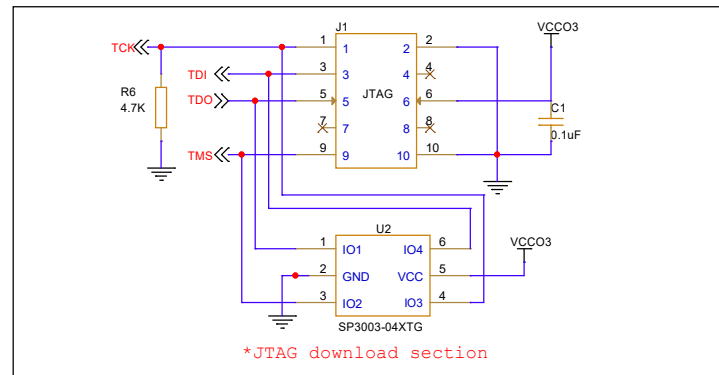 J1
VCCO3
TCK
1 1 2 2
TDI
3 3 4 4
R6
4.7K
JTAG
TDO
5 5 6 6
C1
0.1uF
7 7 8 8
TMS
9 9 10 10
U2
VCCO3
1 IO1 IO4 6
2 GND VCC 5
3 IO2 IO3 4
SP3003-04XTG
*JTAG download section